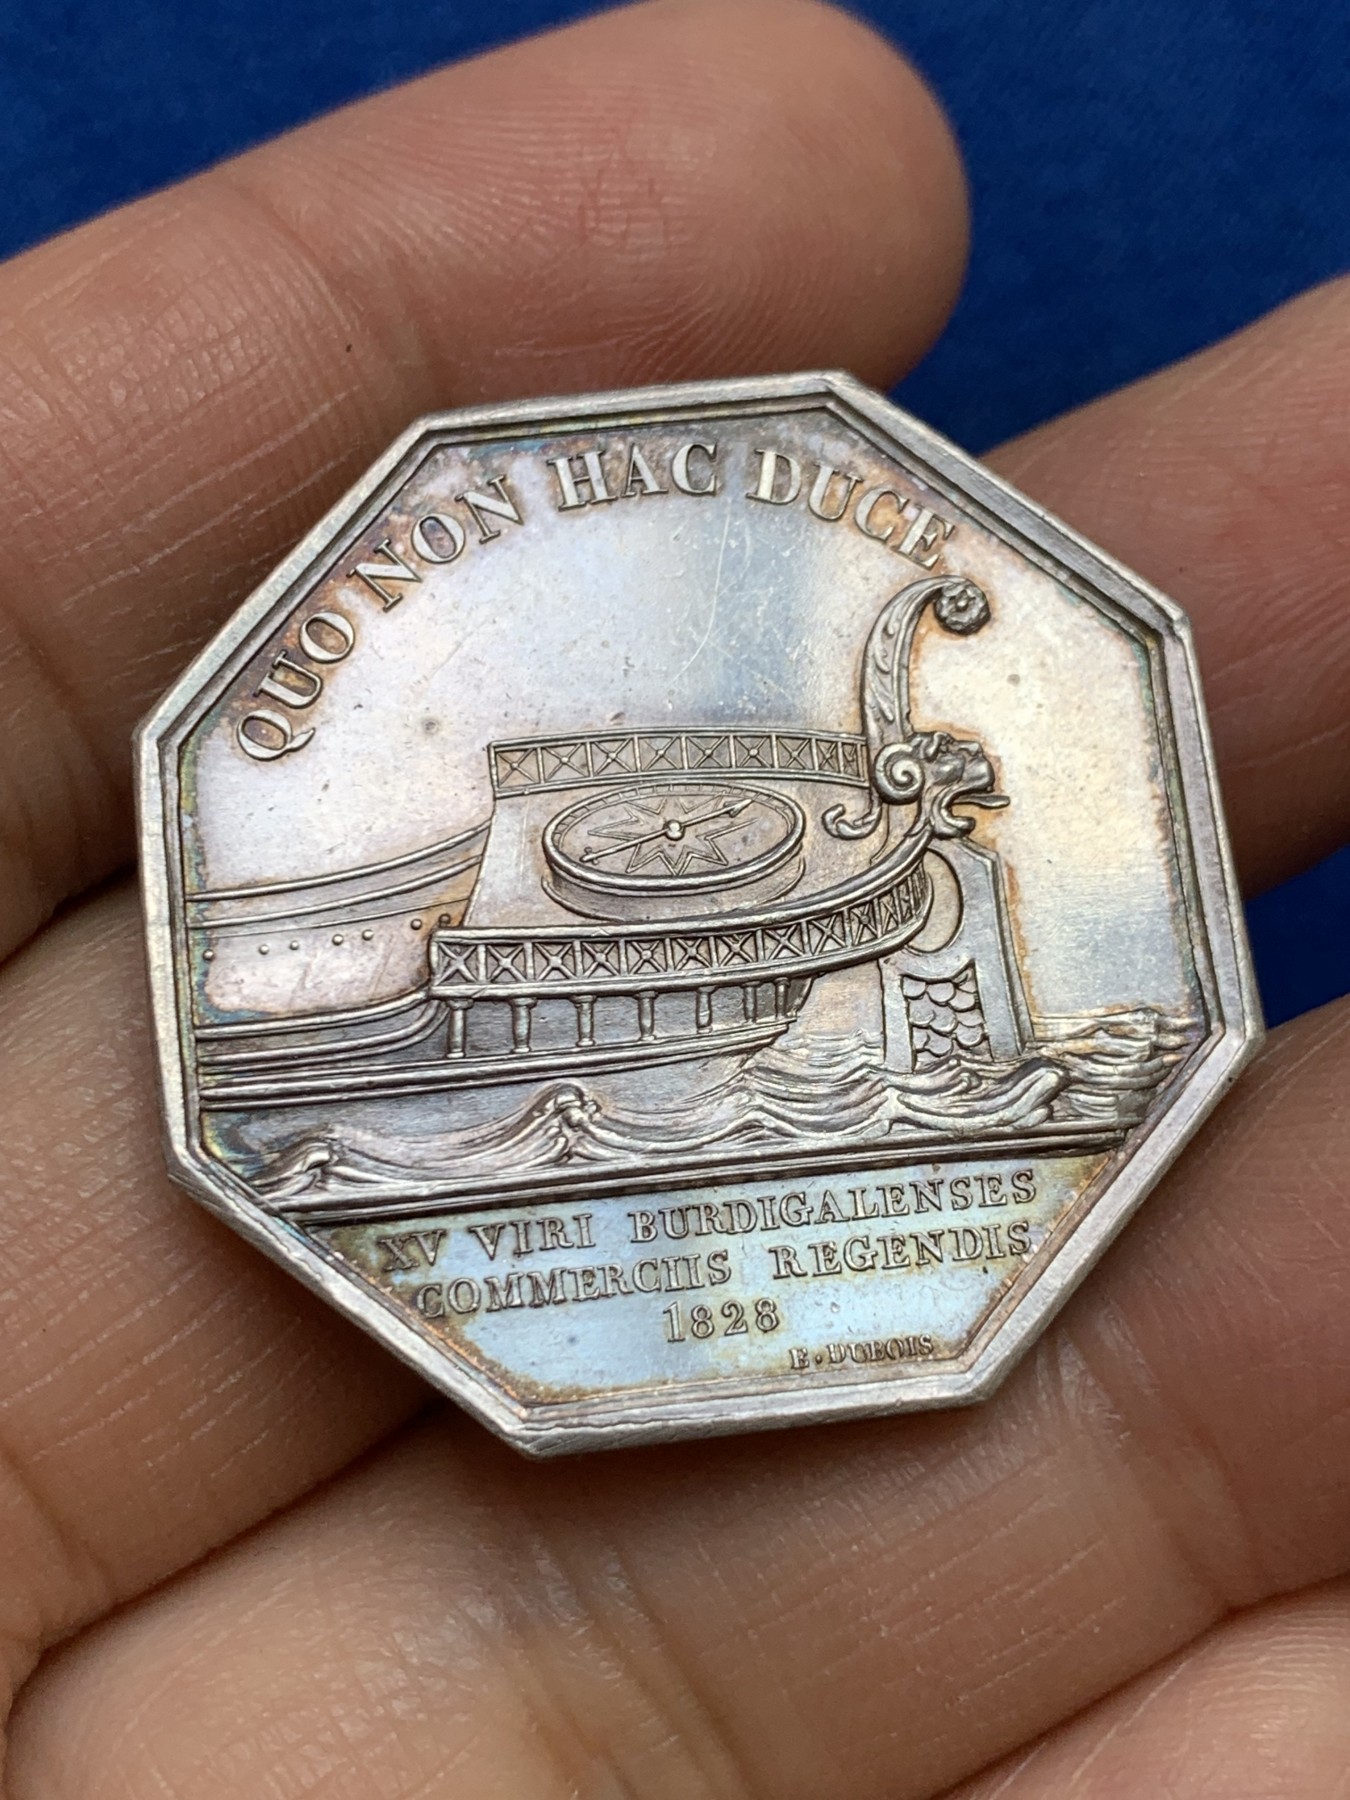 QUO NON HAC DUCE
XV VIRI BURDIGALENSES
COMMERCIIS REGENDIS
1828
E. DUBOIS